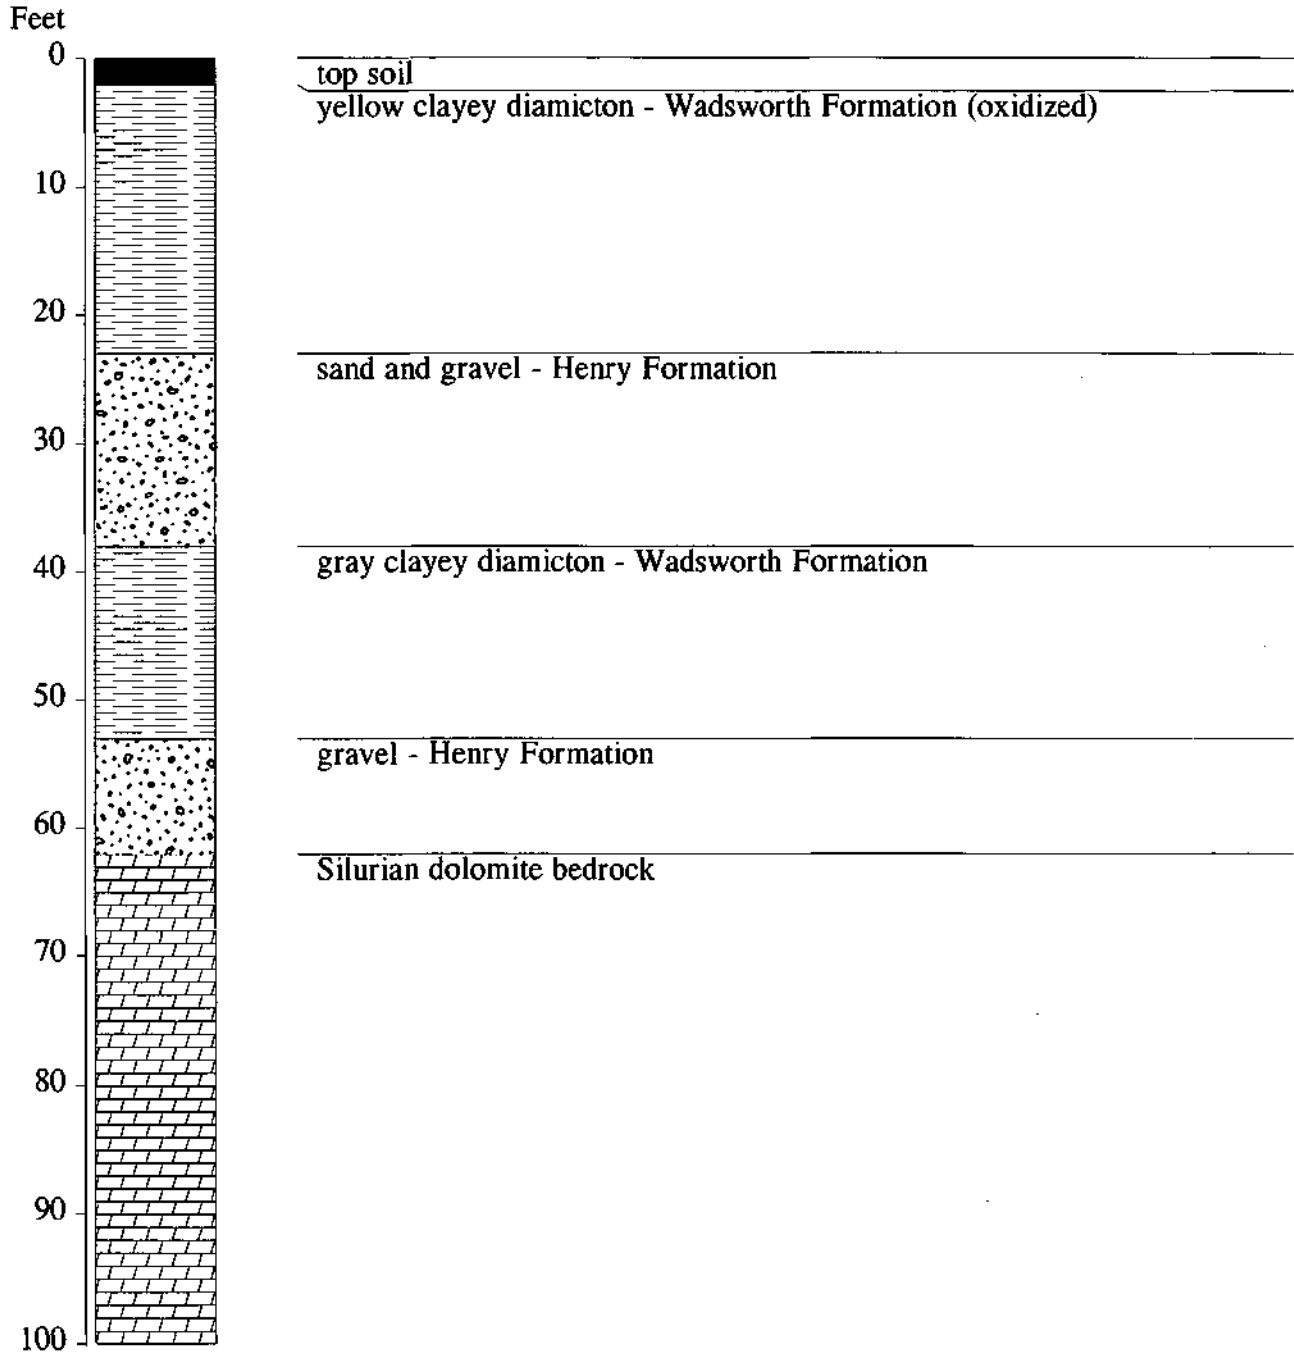 Feet
0
top soil
yellow clayey diamicton - Wadsworth Formation (oxidized)
10
20
sand and gravel - Henry Formation
30
gray clayey diamicton - Wadsworth Formation
40
50
gravel - Henry Formation
60
Silurian dolomite bedrock
70
80
90
100